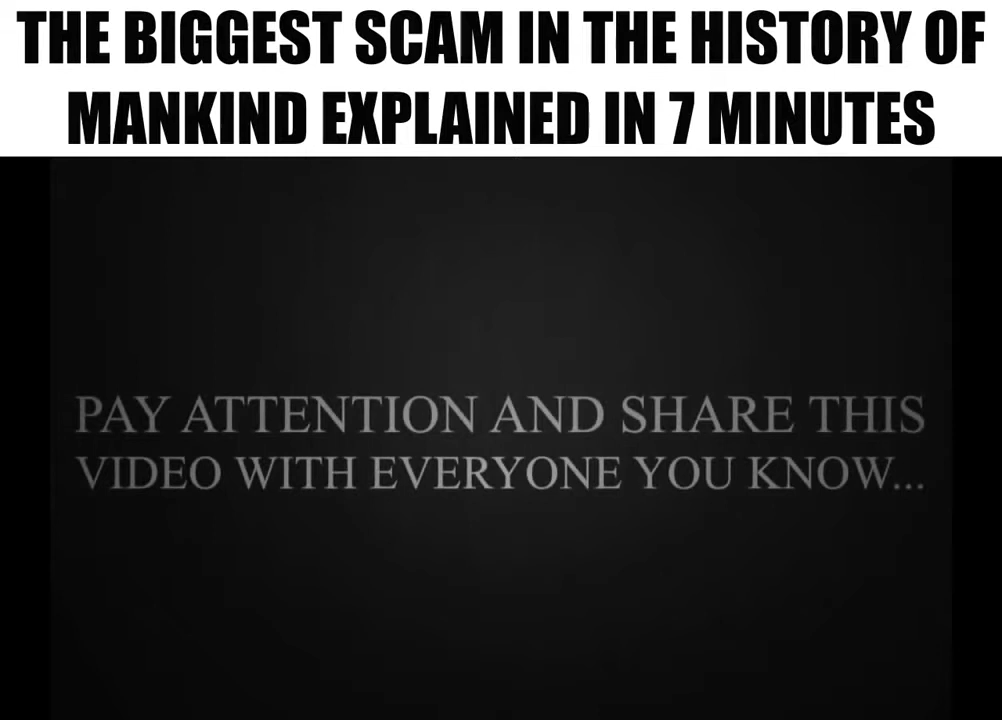 THE BIGGEST SCAM IN THE HISTORY OF
MANKIND EXPLAINED IN 7 MINUTES
PAY ATTENTION AND SHARE THIS
VIDEO WITH EVERYONE YOU KNOW...